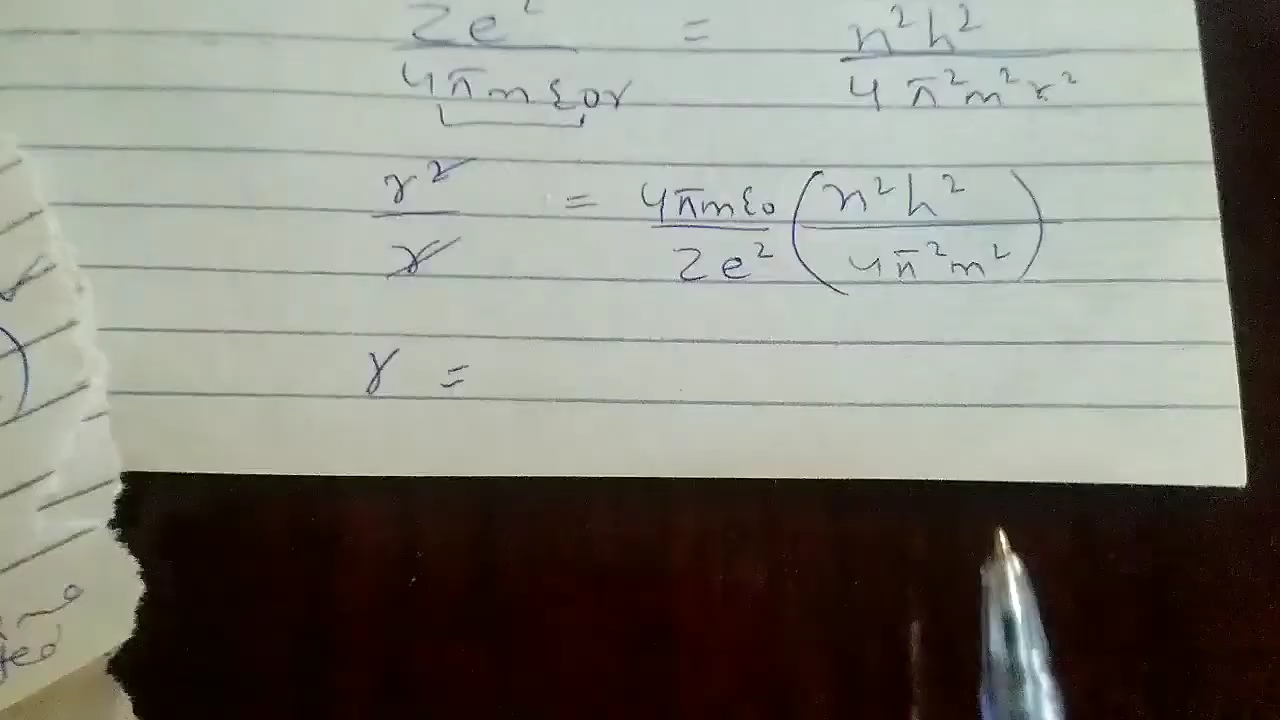 Ze² / 4πmε₀r = n²h² / 4π²m²r²
r² / r = 4πmε₀ / Ze² (n²h² / 4π²m²)
r =